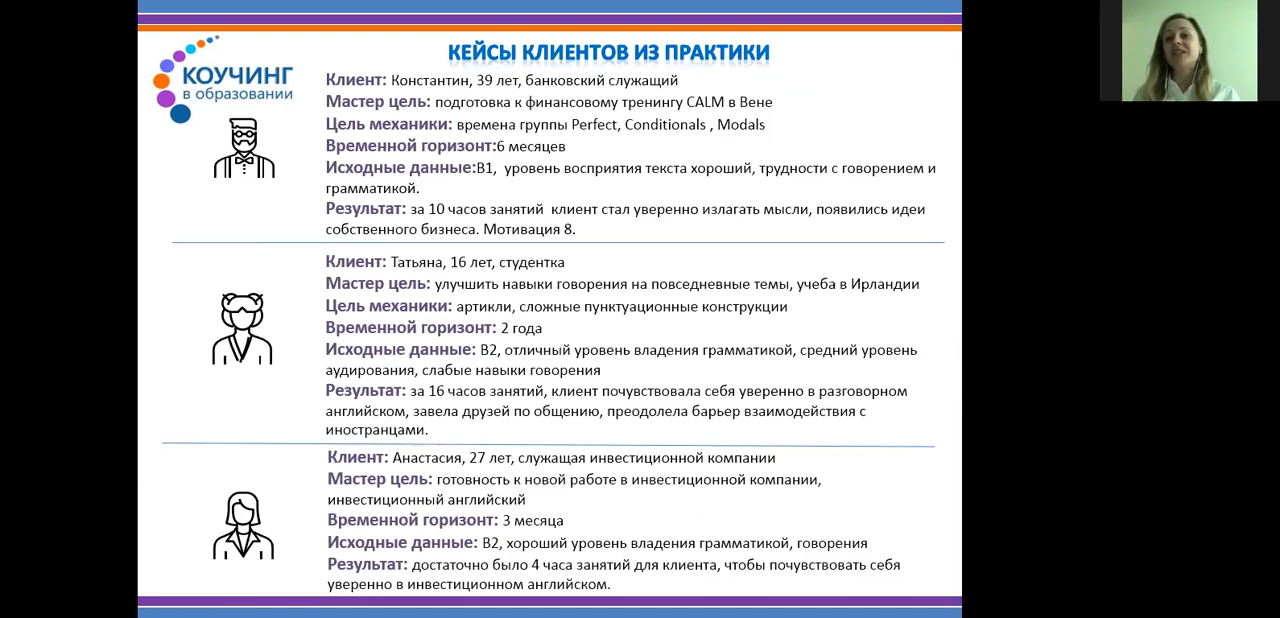 КЕЙСЫ КЛИЕНТОВ ИЗ ПРАКТИКИ
КОУЧИНГ
в образовании
Клиент: Константин, 39 лет, банковский служащий
Мастер цель: подготовка к финансовому тренингу CALM в Вене
Цель механики: времена группы Perfect, Conditionals , Modals
Временной горизонт:6 месяцев
Исходные данные:В1, уровень восприятия текста хороший, трудности с говорением и
грамматикой.
Результат: за 10 часов занятий клиент стал уверенно излагать мысли, появились идеи
собственного бизнеса. Мотивация 8.
Клиент: Татьяна, 16 лет, студентка
Мастер цель: улучшить навыки говорения на повседневные темы, учеба в Ирландии
Цель механики: артикли, сложные пунктуационные конструкции
Временной горизонт: 2 года
Исходные данные: В2, отличный уровень владения грамматикой, средний уровень
аудирования, слабые навыки говорения
Результат: за 16 часов занятий, клиент почувствовала себя уверенно в разговорном
английском, завела друзей по общению, преодолела барьер взаимодействия с
иностранцами.
Клиент: Анастасия, 27 лет, служащая инвестиционной компании
Мастер цель: готовность к новой работе в инвестиционной компании,
инвестиционный английский
Временной горизонт: 3 месяца
Исходные данные: В2, хороший уровень владения грамматикой, говорения
Результат: достаточно было 4 часа занятий для клиента, чтобы почувствовать себя
уверенно в инвестиционном английском.